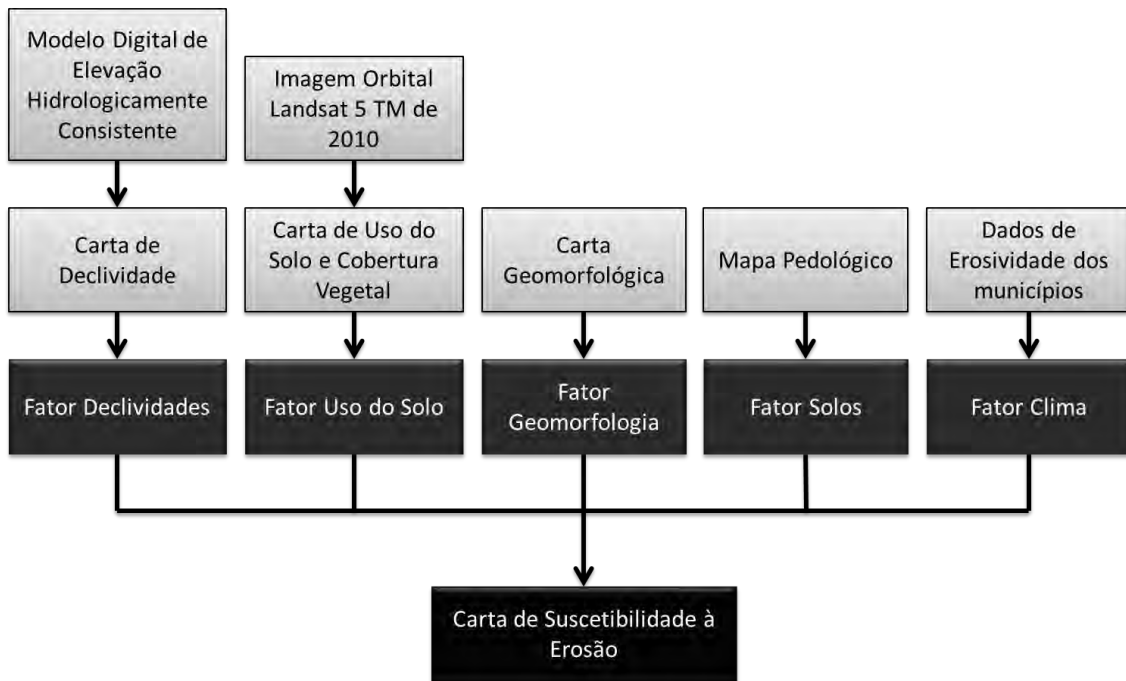 Modelo Digital de
Elevação
Hidrologicamente
Consistente
Imagem Orbital
Landsat 5 TM de
2010
Carta de
Declividade
Carta de Uso do
Solo e Cobertura
Vegetal
Carta
Geomorfológica
Mapa Pedológico
Dados de
Erosividade dos
municípios
Fator Declividades
Fator Uso do Solo
Fator
Geomorfologia
Fator Solos
Fator Clima
Carta de Suscetibilidade à
Erosão